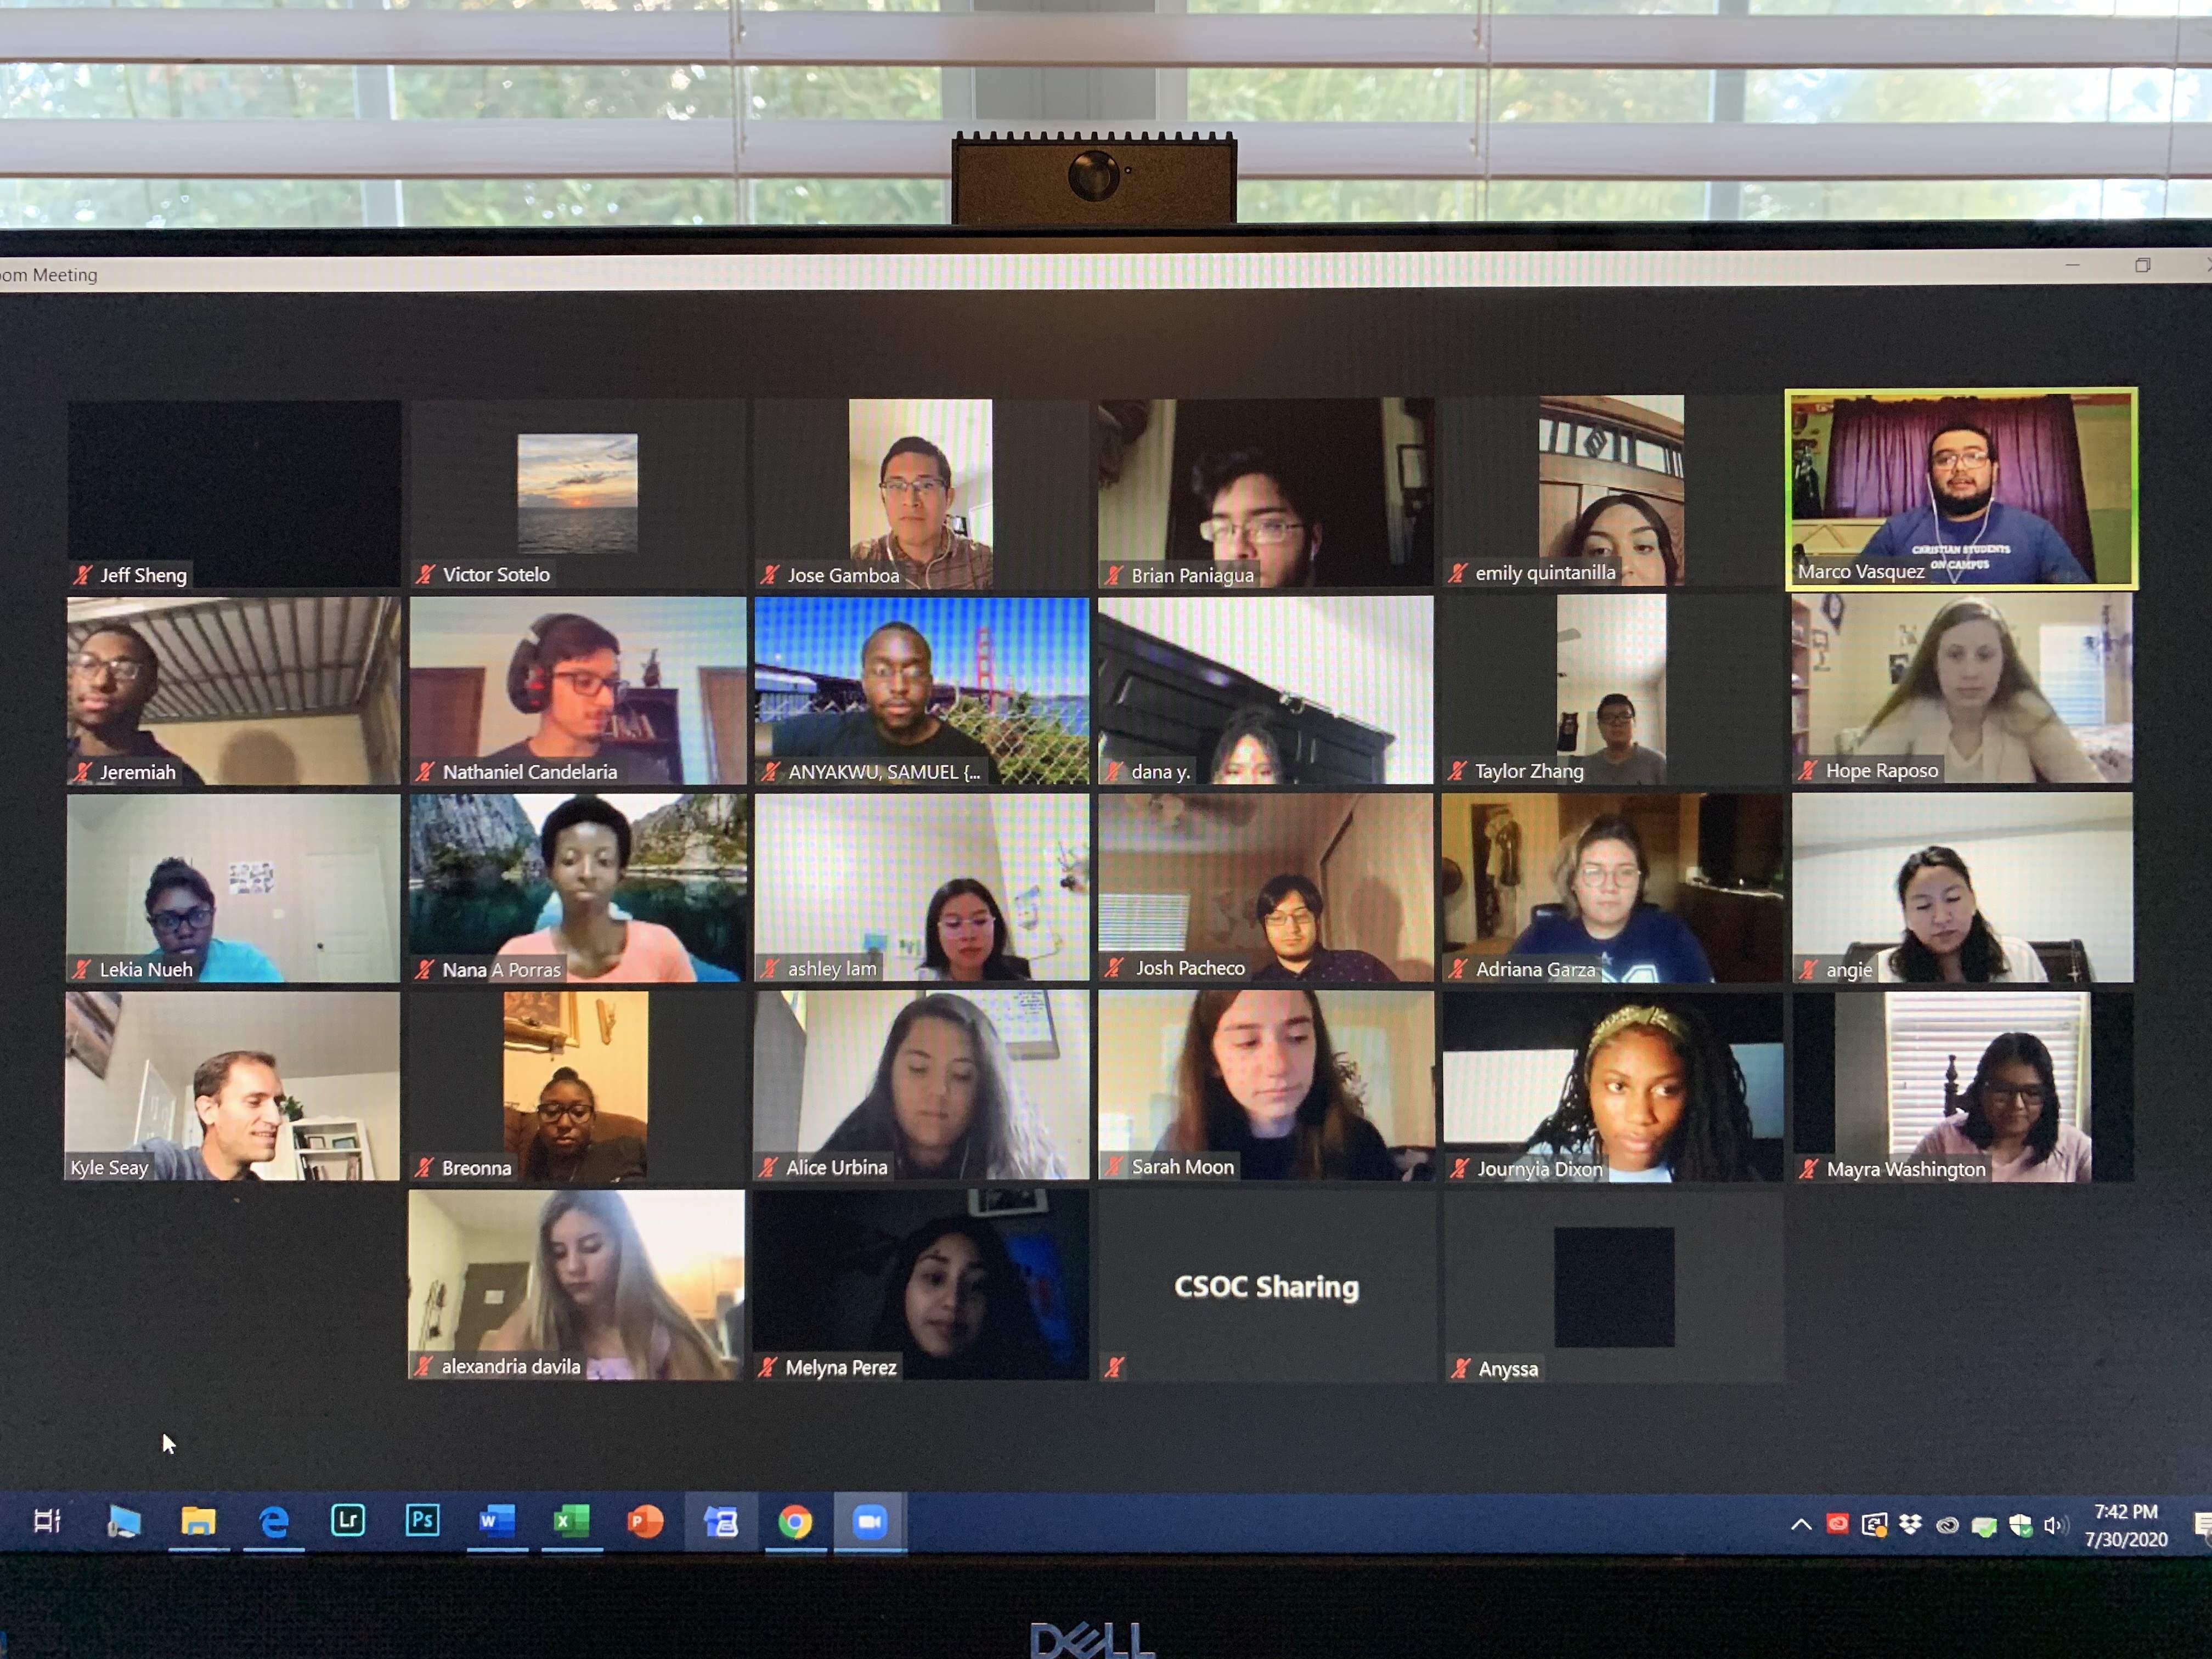 oom Meeting
Jeff Sheng
Victor Sotelo
Jose Gamboa
Brian Paniagua
emily quintanilla
CHRISTIAN STUDENTS
ON CAMPUS
Marco Vasquez
Jeremiah
Nathaniel Candelaria
ANYAKWU, SAMUEL {...
dana y.
Taylor Zhang
Hope Raposo
Lekia Nueh
Nana A Porras
ashley lam
Josh Pacheco
Adriana Garza
angie
Kyle Seay
Breonna
Alice Urbina
Sarah Moon
Journyia Dixon
Mayra Washington
alexandria davila
Melyna Perez
CSOC Sharing
Anyssa
Lr
Ps
W
X
P
7:42 PM
7/30/2020
DELL